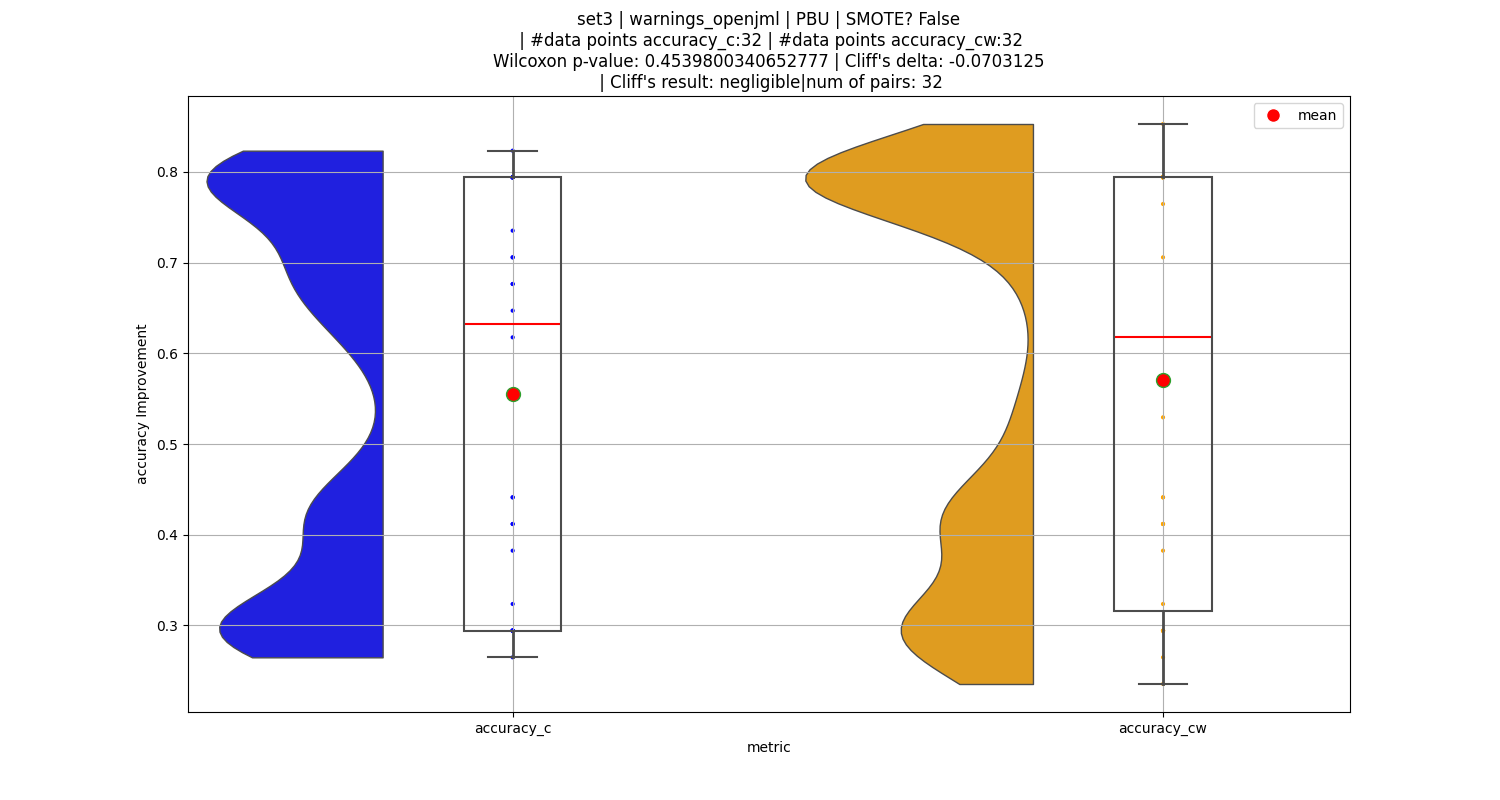 set3 | warnings_openjml | PBU | SMOTE? False
| #data points accuracy_c:32 | #data points accuracy_cw:32
Wilcoxon p-value: 0.4539800340652777 | Cliff's delta: -0.0703125
| Cliff's result: negligible|num of pairs: 32
mean
0.8
0.7
0.6
0.5
0.4
0.3
accuracy Improvement
accuracy_c
accuracy_cw
metric